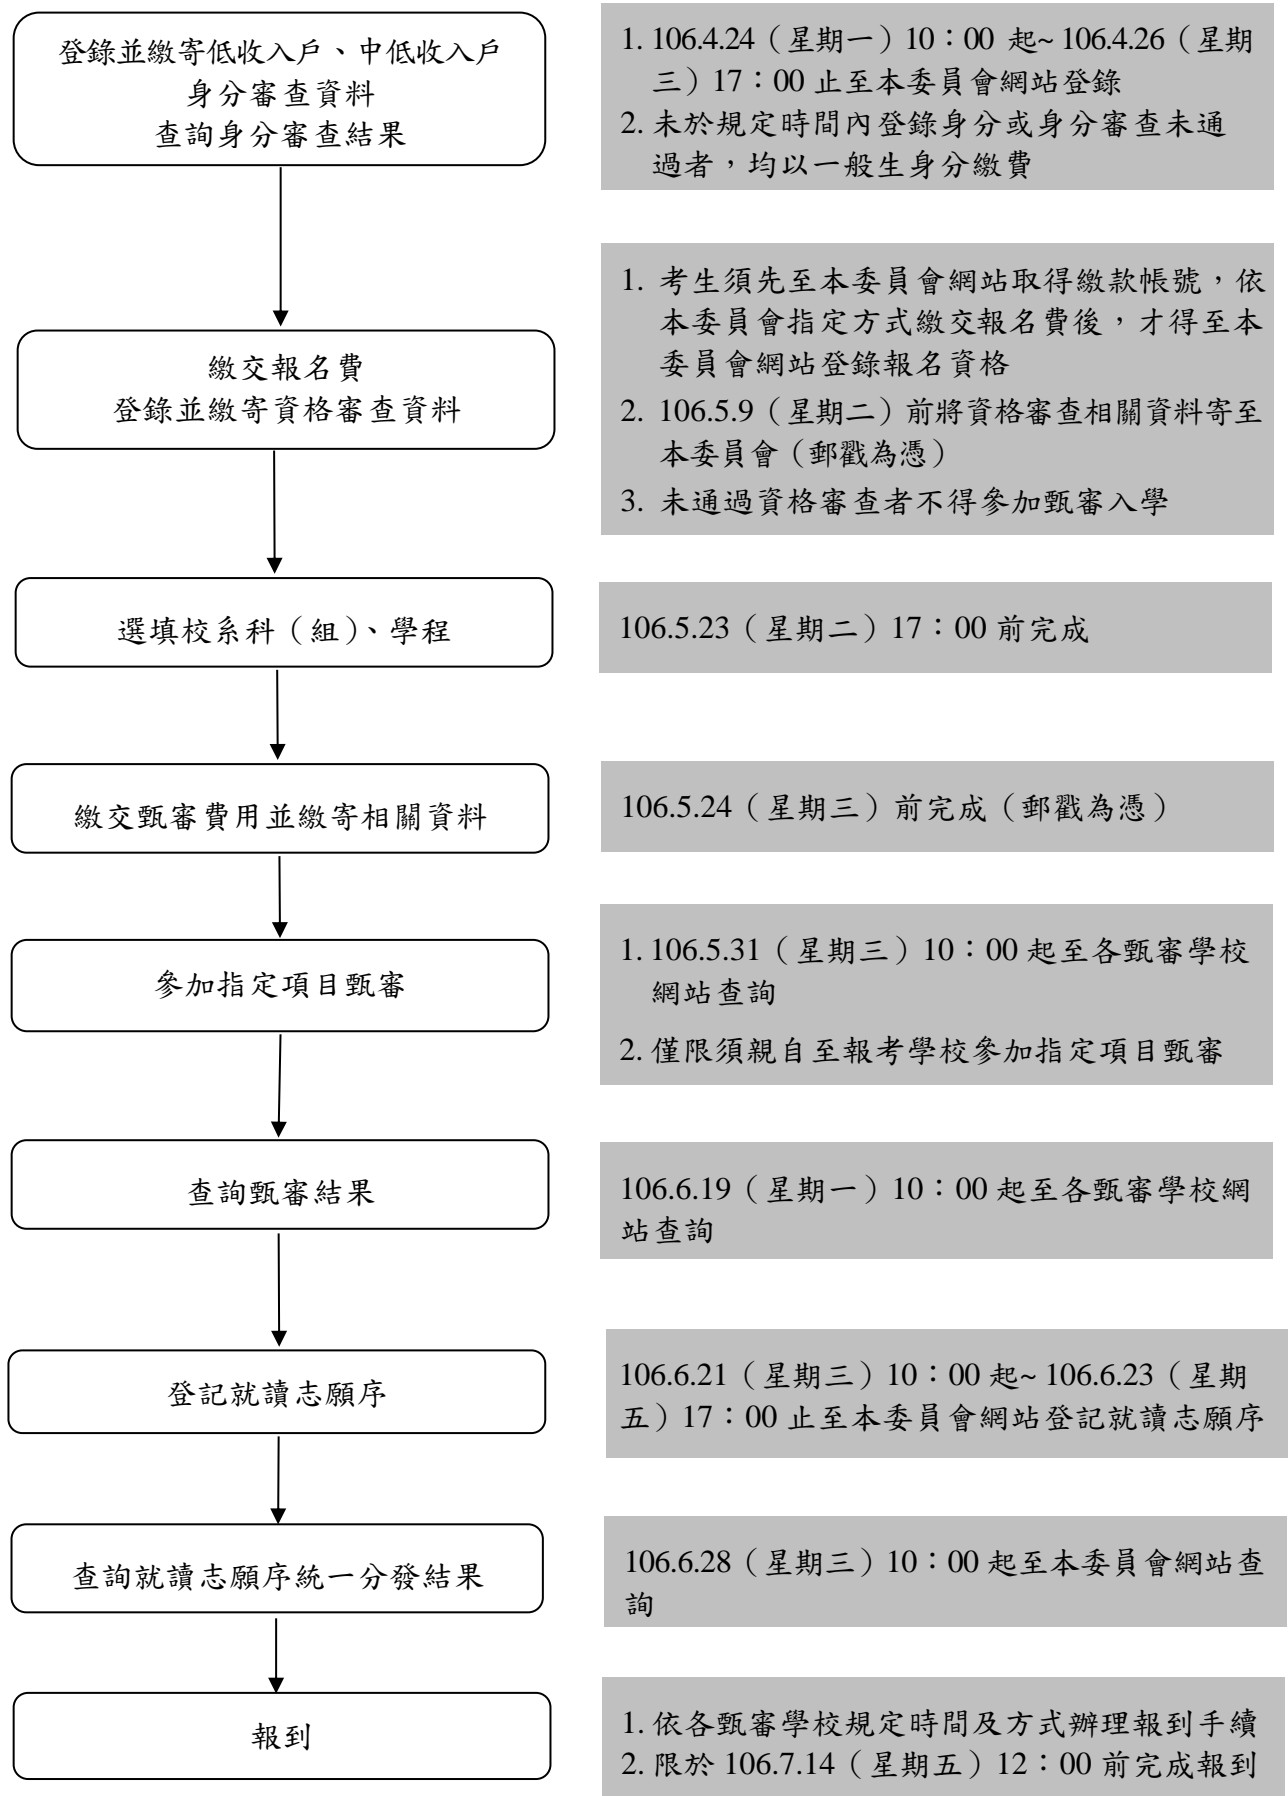 登錄並繳寄低收入戶、中低收入戶
身分審查資料
查詢身分審查結果
1. 106.4.24（星期一）10：00 起~ 106.4.26（星期
三）17：00 止至本委員會網站登錄
2. 未於規定時間內登錄身分或身分審查未通
過者，均以一般生身分繳費
繳交報名費
登錄並繳寄資格審查資料
1. 考生須先至本委員會網站取得繳款帳號，依
本委員會指定方式繳交報名費後，才得至本
委員會網站登錄報名資格
2. 106.5.9（星期二）前將資格審查相關資料寄至
本委員會（郵戳為憑）
3. 未通過資格審查者不得參加甄審入學
選填校系科（組）、學程
106.5.23（星期二）17：00 前完成
繳交甄審費用並繳寄相關資料
106.5.24（星期三）前完成（郵戳為憑）
參加指定項目甄審
1. 106.5.31（星期三）10：00 起至各甄審學校
網站查詢
2. 僅限須親自至報考學校參加指定項目甄審
查詢甄審結果
106.6.19（星期一）10：00 起至各甄審學校網
站查詢
登記就讀志願序
106.6.21（星期三）10：00 起~ 106.6.23（星期
五）17：00 止至本委員會網站登記就讀志願序
查詢就讀志願序統一分發結果
106.6.28（星期三）10：00 起至本委員會網站查
詢
報到
1. 依各甄審學校規定時間及方式辦理報到手續
2. 限於 106.7.14（星期五）12：00 前完成報到